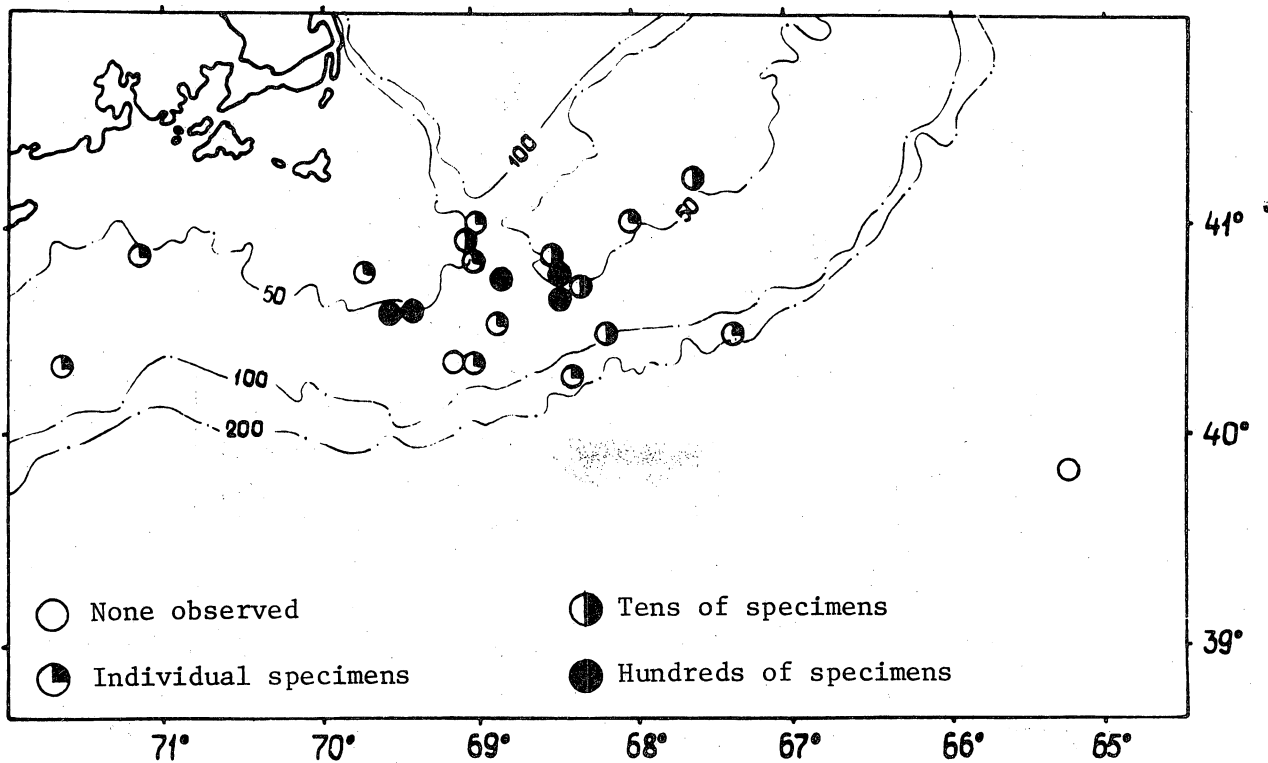 100
41°
50
50
100
200
40°
None observed
Tens of specimens
39°
Individual specimens
Hundreds of specimens
71° 70° 69° 68° 67° 66° 65°